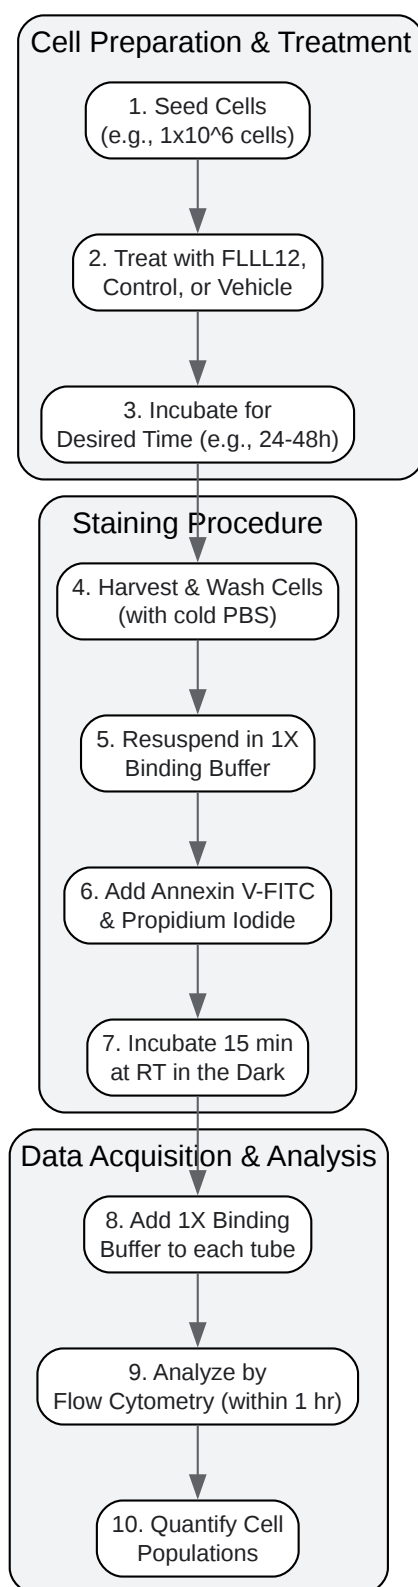 Cell Preparation & Treatment
1. Seed Cells
(e.g., 1x10^6 cells)
2. Treat with FLLL12,
Control, or Vehicle
3. Incubate for
Desired Time (e.g., 24-48h)
Staining Procedure
4. Harvest & Wash Cells
(with cold PBS)
5. Resuspend in 1X
Binding Buffer
6. Add Annexin V-FITC
& Propidium Iodide
7. Incubate 15 min
at RT in the Dark
Data Acquisition & Analysis
8. Add 1X Binding
Buffer to each tube
9. Analyze by
Flow Cytometry (within 1 hr)
10. Quantify Cell
Populations